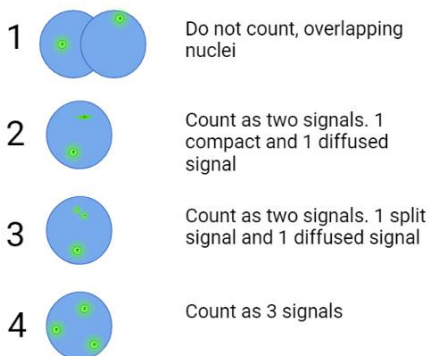 1
Do not count, overlapping
nuclei
2
Count as two signals. 1
compact and 1 diffused
signal
3
Count as two signals. 1 split
signal and 1 diffused signal
4
Count as 3 signals